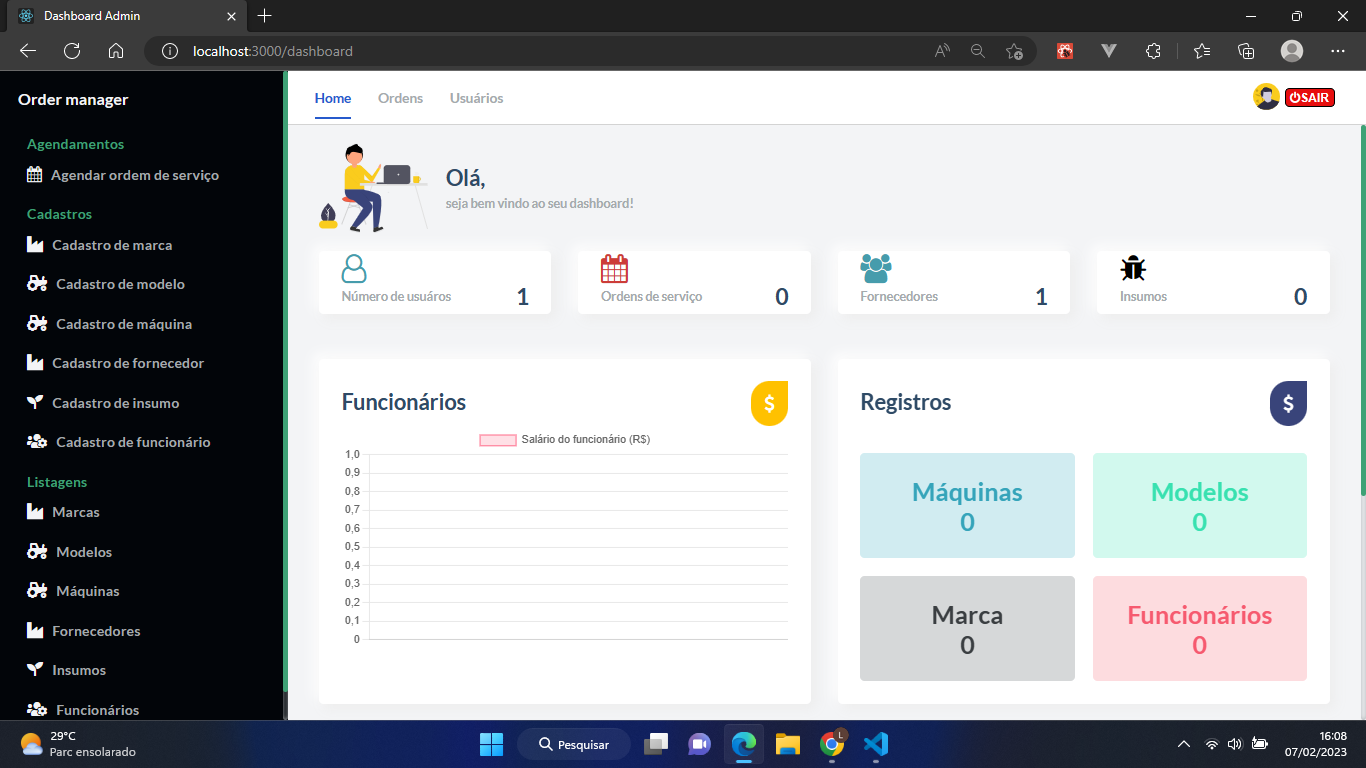 Dashboard Admin
localhost:3000/dashboard
Order manager
Agendamentos
Agendar ordem de serviço
Cadastros
Cadastro de marca
Cadastro de modelo
Cadastro de máquina
Cadastro de fornecedor
Cadastro de insumo
Cadastro de funcionário
Listagens
Marcas
Modelos
Máquinas
Fornecedores
Insumos
Funcionários
Home Ordens Usuários
SAIR
Olá,
seja bem vindo ao seu dashboard!
Número de usuáros 1
Ordens de serviço 0
Fornecedores 1
Insumos 0
Funcionários
$
Salário do funcionário (R$)
1,0
0,9
0,8
0,7
0,6
0,5
0,4
0,3
0,2
0,1
0
Registros
$
Máquinas
0
Modelos
0
Marca
0
Funcionários
0
29°C
Parc ensolarado
Pesquisar
L
16:08
07/02/2023